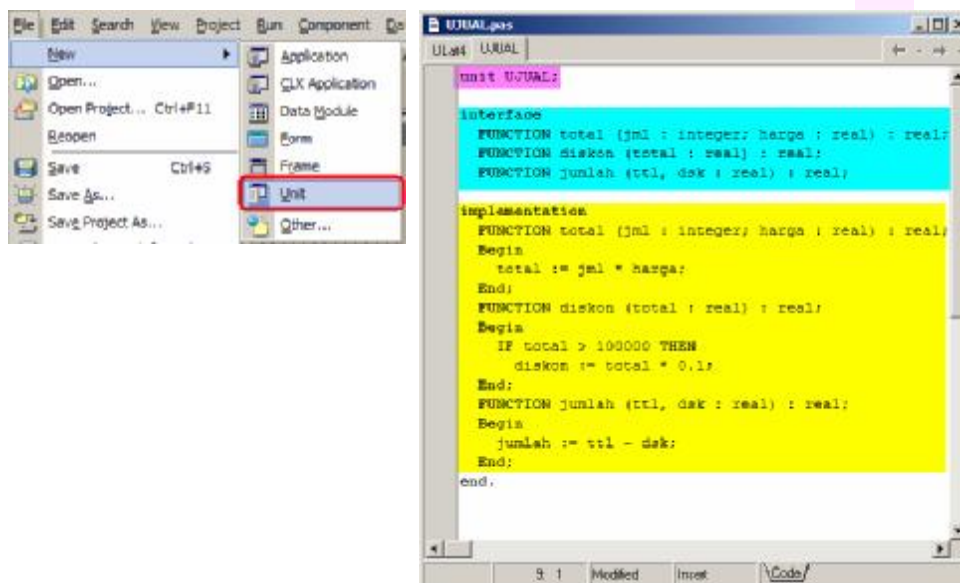 File Edit Search View Project Run Component
New
Open...
Open Project... Ctrl+F11
Reopen
Save Ctrl+S
Save As...
Save Project As...
Application
CLX Application
Data Module
Form
Frame
Unit
Other...
UJUAL.pas
ULat4 UJUAL
unit UJUAL;
interface
FUNCTION total (jml : integer; harga : real) : real;
FUNCTION diskon (total : real) : real;
FUNCTION jumlah (ttl, dsk : real) : real;
implementation
FUNCTION total (jml : integer; harga : real) : real;
Begin
total := jml * harga;
End;
FUNCTION diskon (total : real) : real;
Begin
IF total > 100000 THEN
diskon := total * 0.1;
End;
FUNCTION jumlah (ttl, dsk : real) : real;
Begin
jumlah := ttl - dsk;
End;
end.
9: 1 Modified Insert Code